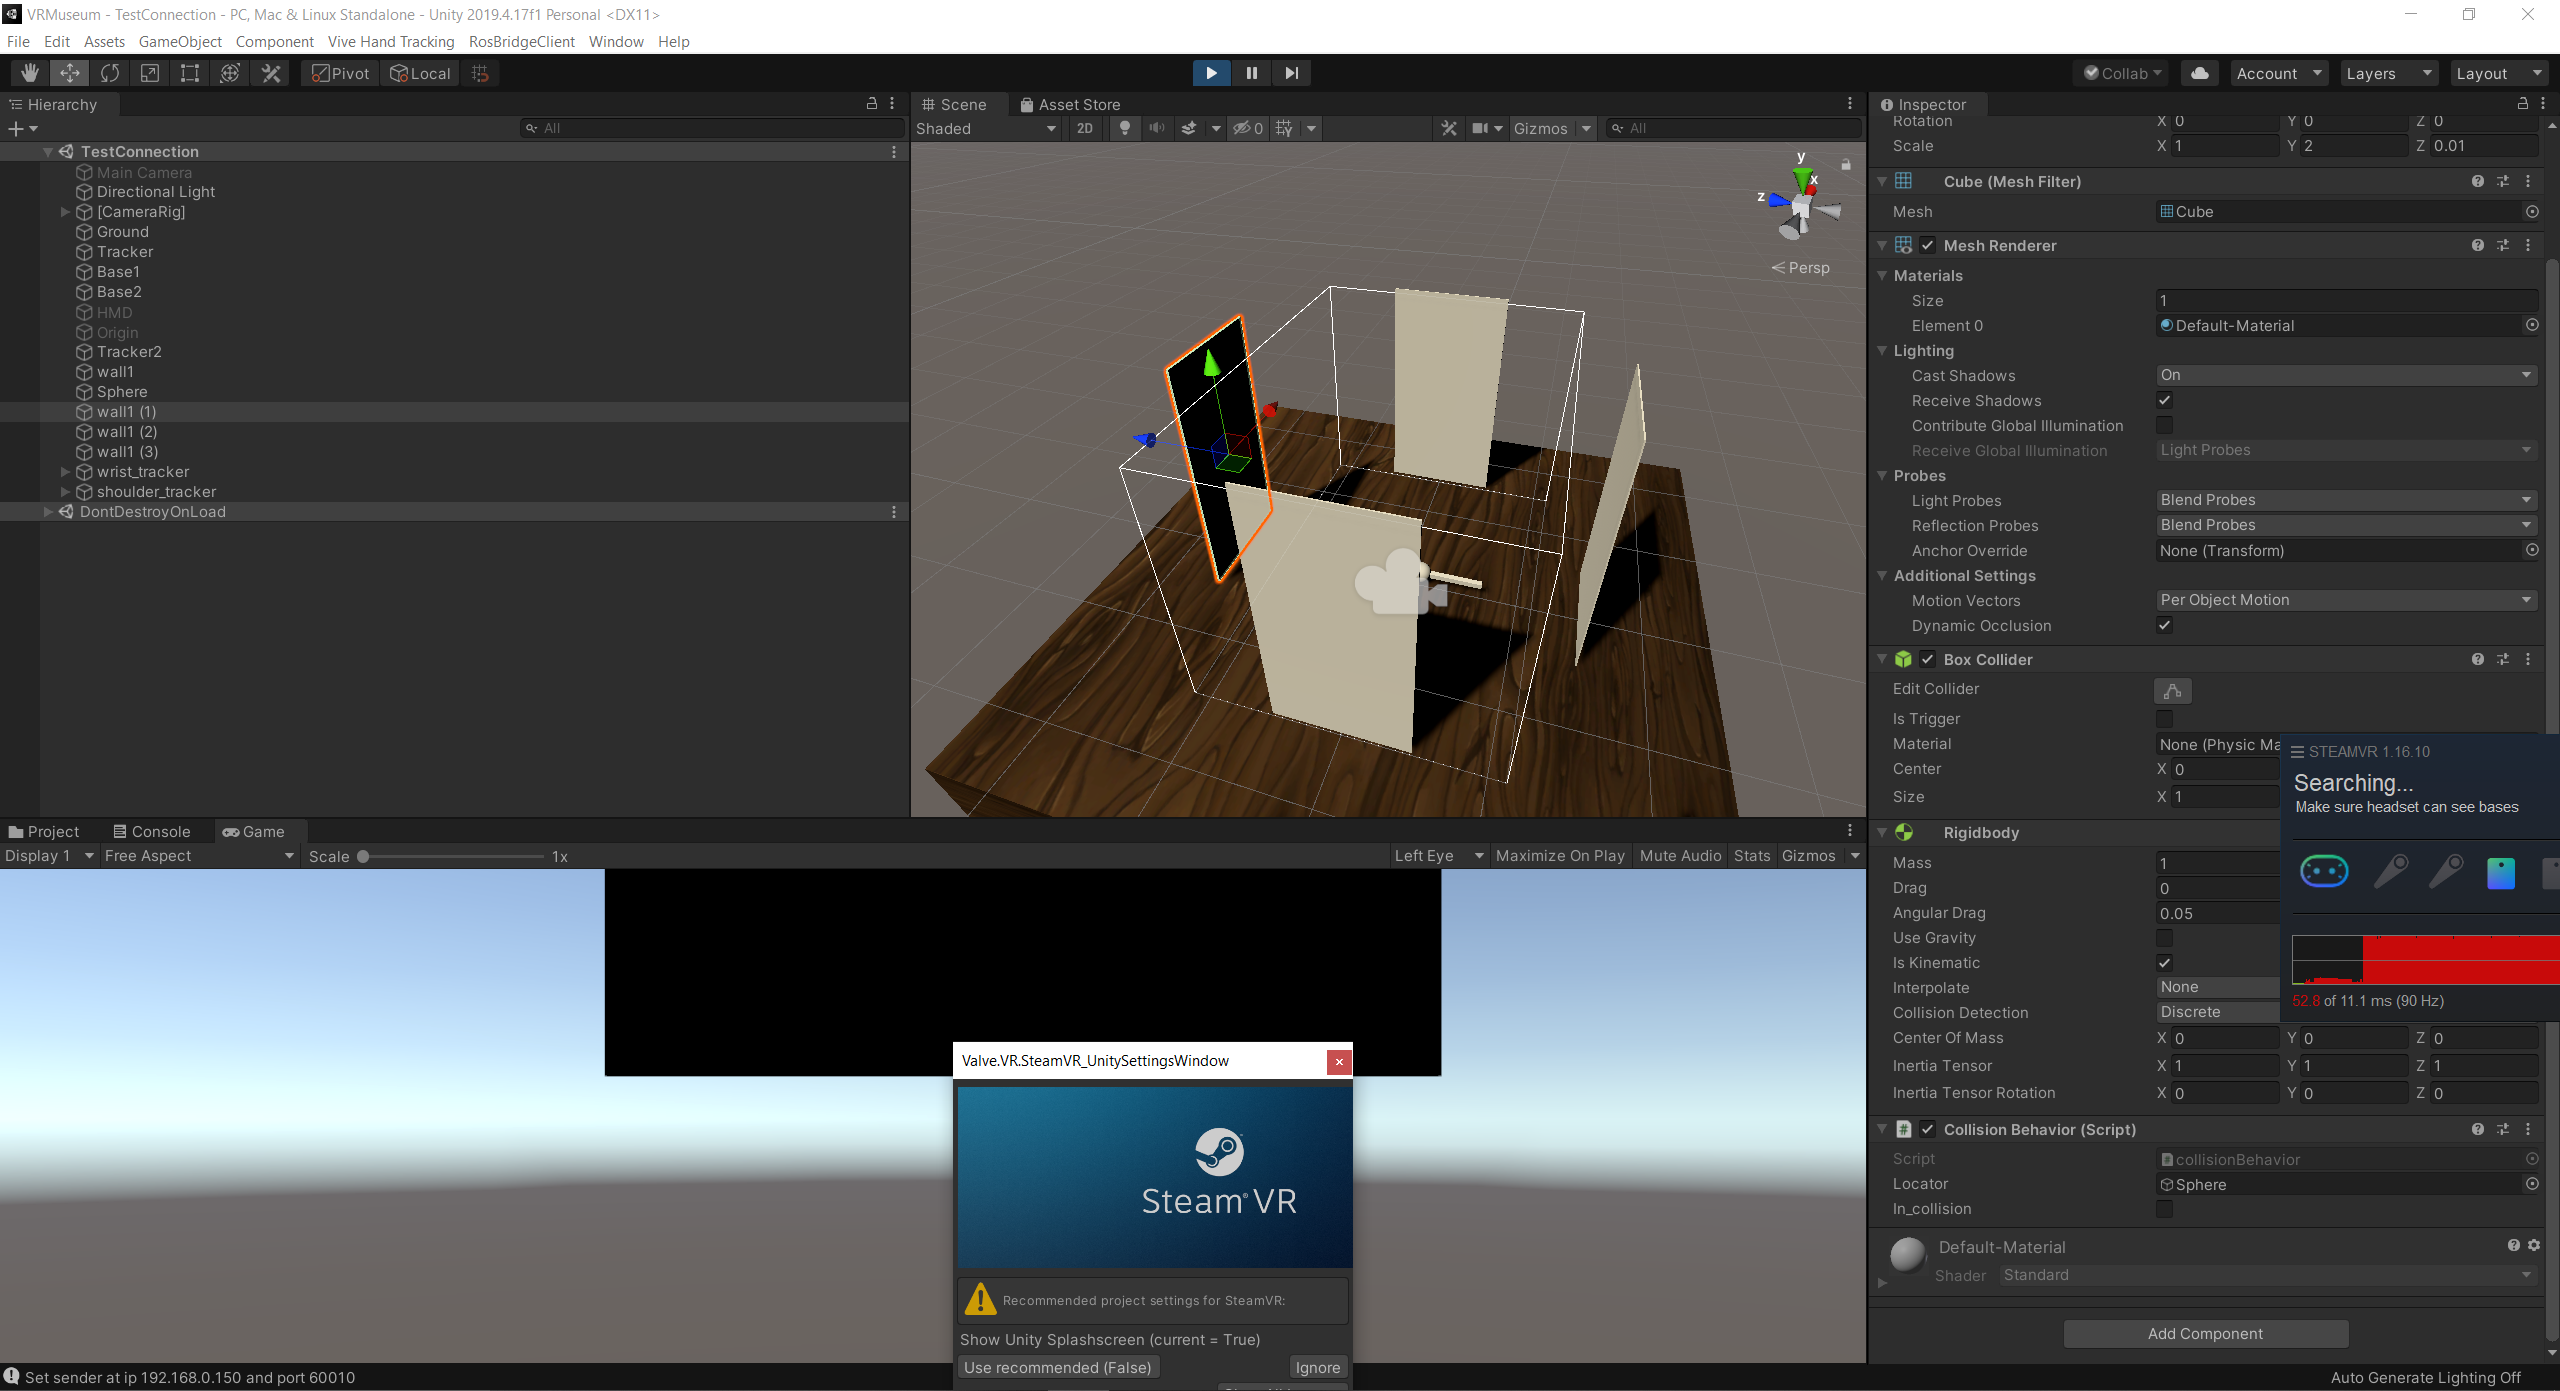 VRMuseum - TestConnection - PC, Mac & Linux Standalone - Unity 2019.4.17f1 Personal <DX11>
File Edit Assets GameObject Component Vive Hand Tracking RosBridgeClient Window Help
Pivot Local Collab Account Layers Layout
Hierarchy
All
TestConnection
Main Camera
Directional Light
[CameraRig]
Ground
Tracker
Base1
Base2
HMD
Origin
Tracker2
wall1
Sphere
wall1 (1)
wall1 (2)
wall1 (3)
wrist_tracker
shoulder_tracker
DontDestroyOnLoad
Scene Asset Store
Shaded 2D 0 Gizmos All
y
x
z
Persp
Project Console Game
Display 1 Free Aspect Scale 1x Left Eye Maximize On Play Mute Audio Stats Gizmos
Valve.VR.SteamVR_UnitySettingsWindow
Steam VR
Recommended project settings for SteamVR:
Show Unity Splashscreen (current = True)
Use recommended (False) Ignore
Inspector
Rotation X 0 Y 0 Z 0
Scale X 1 Y 2 Z 0.01
Cube (Mesh Filter)
Mesh Cube
Mesh Renderer
Materials
Size 1
Element 0 Default-Material
Lighting
Cast Shadows On
Receive Shadows
Contribute Global Illumination
Receive Global Illumination Light Probes
Probes
Light Probes Blend Probes
Reflection Probes Blend Probes
Anchor Override None (Transform)
Additional Settings
Motion Vectors Per Object Motion
Dynamic Occlusion
Box Collider
Edit Collider
Is Trigger
Material None (Physic Ma
Center X 0
Size X 1
Rigidbody
Mass 1
Drag 0
Angular Drag 0.05
Use Gravity
Is Kinematic
Interpolate None
Collision Detection Discrete
Center Of Mass X 0 Y 0 Z 0
Inertia Tensor X 1 Y 1 Z 1
Inertia Tensor Rotation X 0 Y 0 Z 0
Collision Behavior (Script)
Script collisionBehavior
Locator Sphere
In_collision
Default-Material
Shader Standard
Add Component
STEAMVR 1.16.10
Searching...
Make sure headset can see bases
52.8 of 11.1 ms (90 Hz)
Set sender at ip 192.168.0.150 and port 60010
Auto Generate Lighting Off